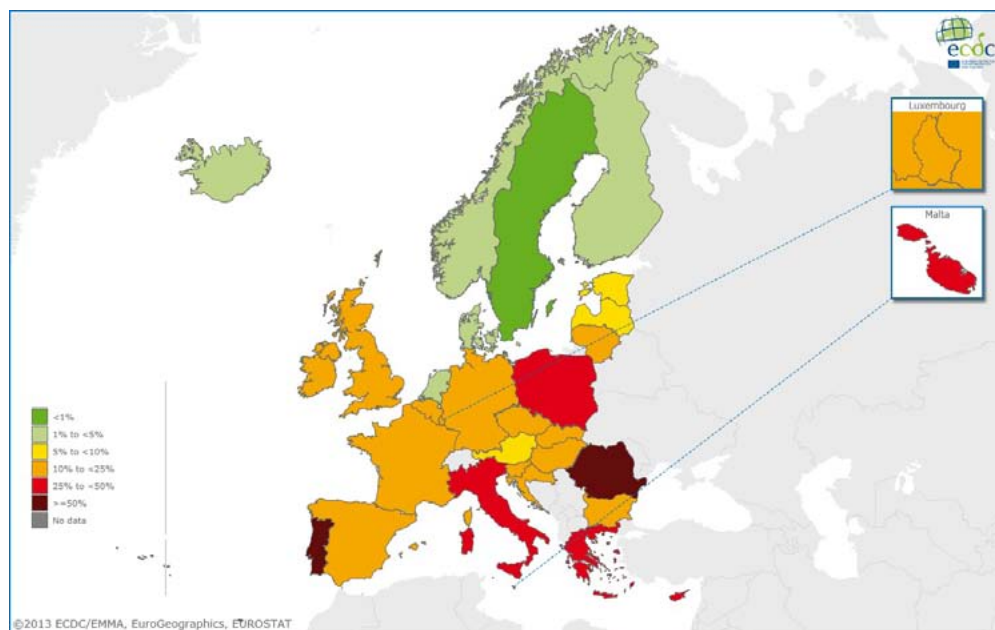 ecdc
Luxembourg
Malta
<1%
1% to <5%
5% to <10%
10% to <25%
25% to <50%
>=50%
No data
©2013 ECDC/EMMA, EuroGeographics, EUROSTAT